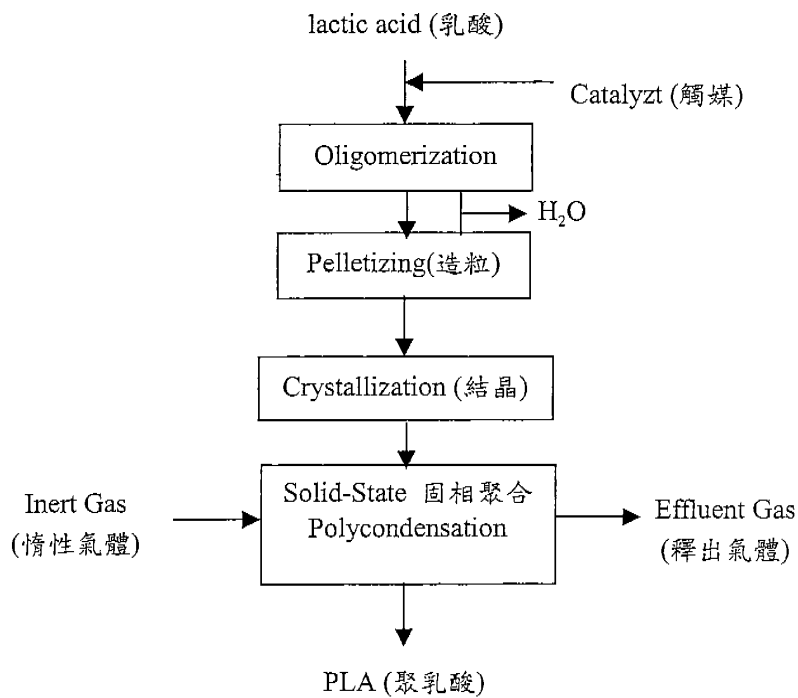 lactic acid (乳酸)
Catalyzt (觸媒)
Oligomerization
H₂O
Pelletizing(造粒)
Crystallization (結晶)
Solid-State 固相聚合
Polycondensation
Inert Gas
(惰性氣體)
Effluent Gas
(釋出氣體)
PLA (聚乳酸)